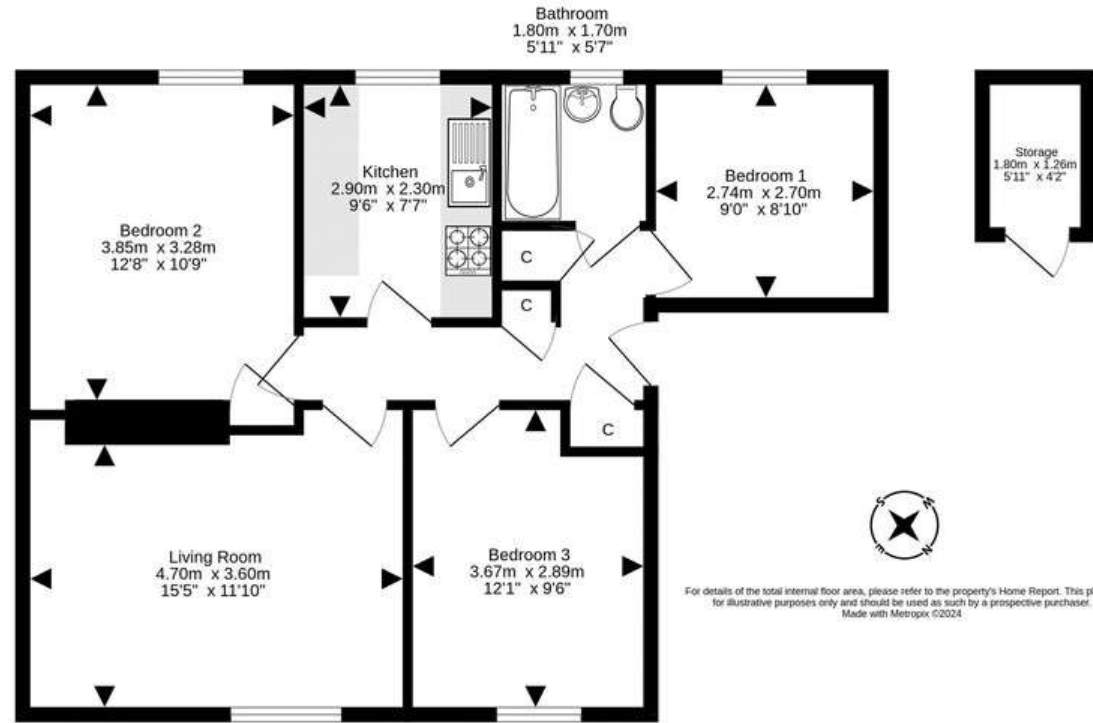 Bathroom
1.80m x 1.70m
5'11" x 5'7"
Storage
1.80m x 1.26m
5'11" x 4'2"
Kitchen
2.90m x 2.30m
9'6" x 7'7"
Bedroom 1
2.74m x 2.70m
9'0" x 8'10"
Bedroom 2
3.85m x 3.28m
12'8" x 10'9"
C
C
C
Living Room
4.70m x 3.60m
15'5" x 11'10"
Bedroom 3
3.67m x 2.89m
12'1" x 9'6"
S W
E N
For details of the total internal floor area, please refer to the property's Home Report. This pl
for illustrative purposes only and should be used as such by a prospective purchaser.
Made with Metropix ©2024